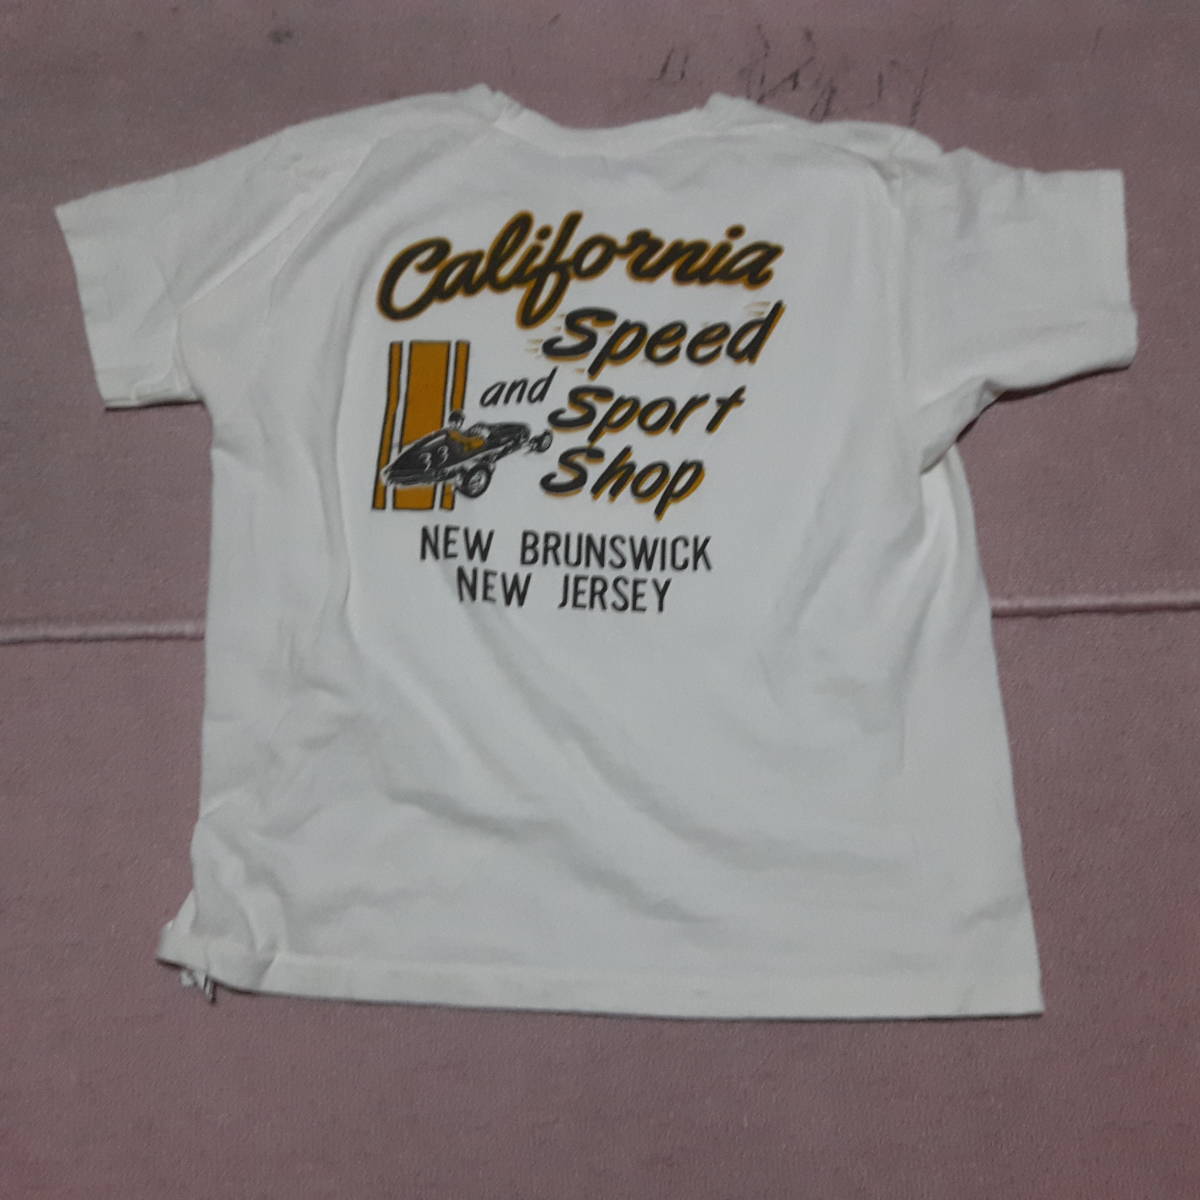 California
Speed
and Sport
Shop
33
NEW BRUNSWICK
NEW JERSEY